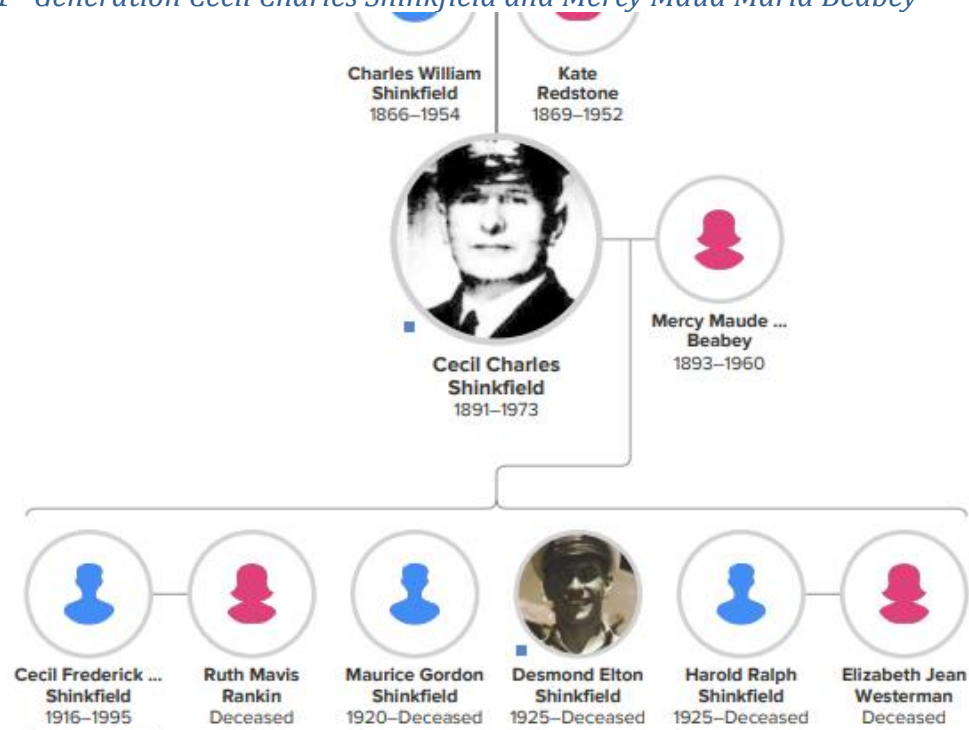 Generation Cecil Charles Shinkfield and Mercy Maud Maria Beabey
Charles William
Shinkfield
1866–1954
Kate
Redstone
1869–1952
Cecil Charles
Shinkfield
1891–1973
Mercy Maude ...
Beabey
1893–1960
Cecil Frederick ...
Shinkfield
1916–1995
Ruth Mavis
Rankin
Deceased
Maurice Gordon
Shinkfield
1920–Deceased
Desmond Elton
Shinkfield
1925–Deceased
Harold Ralph
Shinkfield
1925–Deceased
Elizabeth Jean
Westerman
Deceased